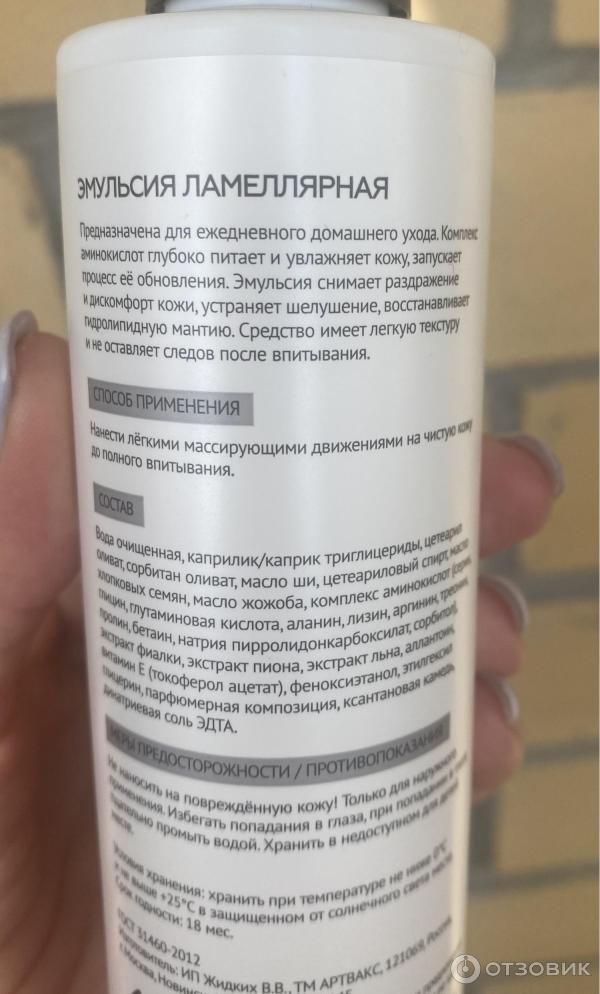 ЭМУЛЬСИЯ ЛАМЕЛЛЯРНАЯ
Предназначена для ежедневного домашнего ухода. Комплекс
аминокислот глубоко питает и увлажняет кожу, запускает
процесс её обновления. Эмульсия снимает раздражение
и дискомфорт кожи, устраняет шелушение, восстанавливает
гидролипидную мантию. Средство имеет легкую текстуру
и не оставляет следов после впитывания.
СПОСОБ ПРИМЕНЕНИЯ
Нанести лёгкими массирующими движениями на чистую кожу
до полного впитывания.
СОСТАВ
Вода очищенная, каприлик/каприк триглицериды, цетеарил
оливат, сорбитан оливат, масло ши, цетеариловый спирт, масло
хлопковых семян, масло жожоба, комплекс аминокислот (серин,
глицин, глутаминовая кислота, аланин, лизин, аргинин, треонин,
пролин, бетаин, натрия пирролидонкарбоксилат, сорбитол),
экстракт фиалки, экстракт пиона, экстракт льна, аллантоин,
витамин Е (токоферол ацетат), феноксиэтанол, этилгексил
глицерин, парфюмерная композиция, ксантановая камедь,
динатриевая соль ЭДТА.
МЕРЫ ПРЕДОСТОРОЖНОСТИ / ПРОТИВОПОКАЗАНИЯ
Не наносить на повреждённую кожу! Только для наружного
применения. Избегать попадания в глаза, при попадании
тщательно промыть водой. Хранить в недоступном для детей
месте.
Условия хранения: хранить при температуре не ниже 0°С
и не выше +25°С в защищенном от солнечного света месте
Срок годности: 18 мес.
ГОСТ 31460-2012
Изготовитель: ИП Жидких В.В., ТМ АРТВАКС, 121069, Россия,
г. Москва,
ОТЗОВИК